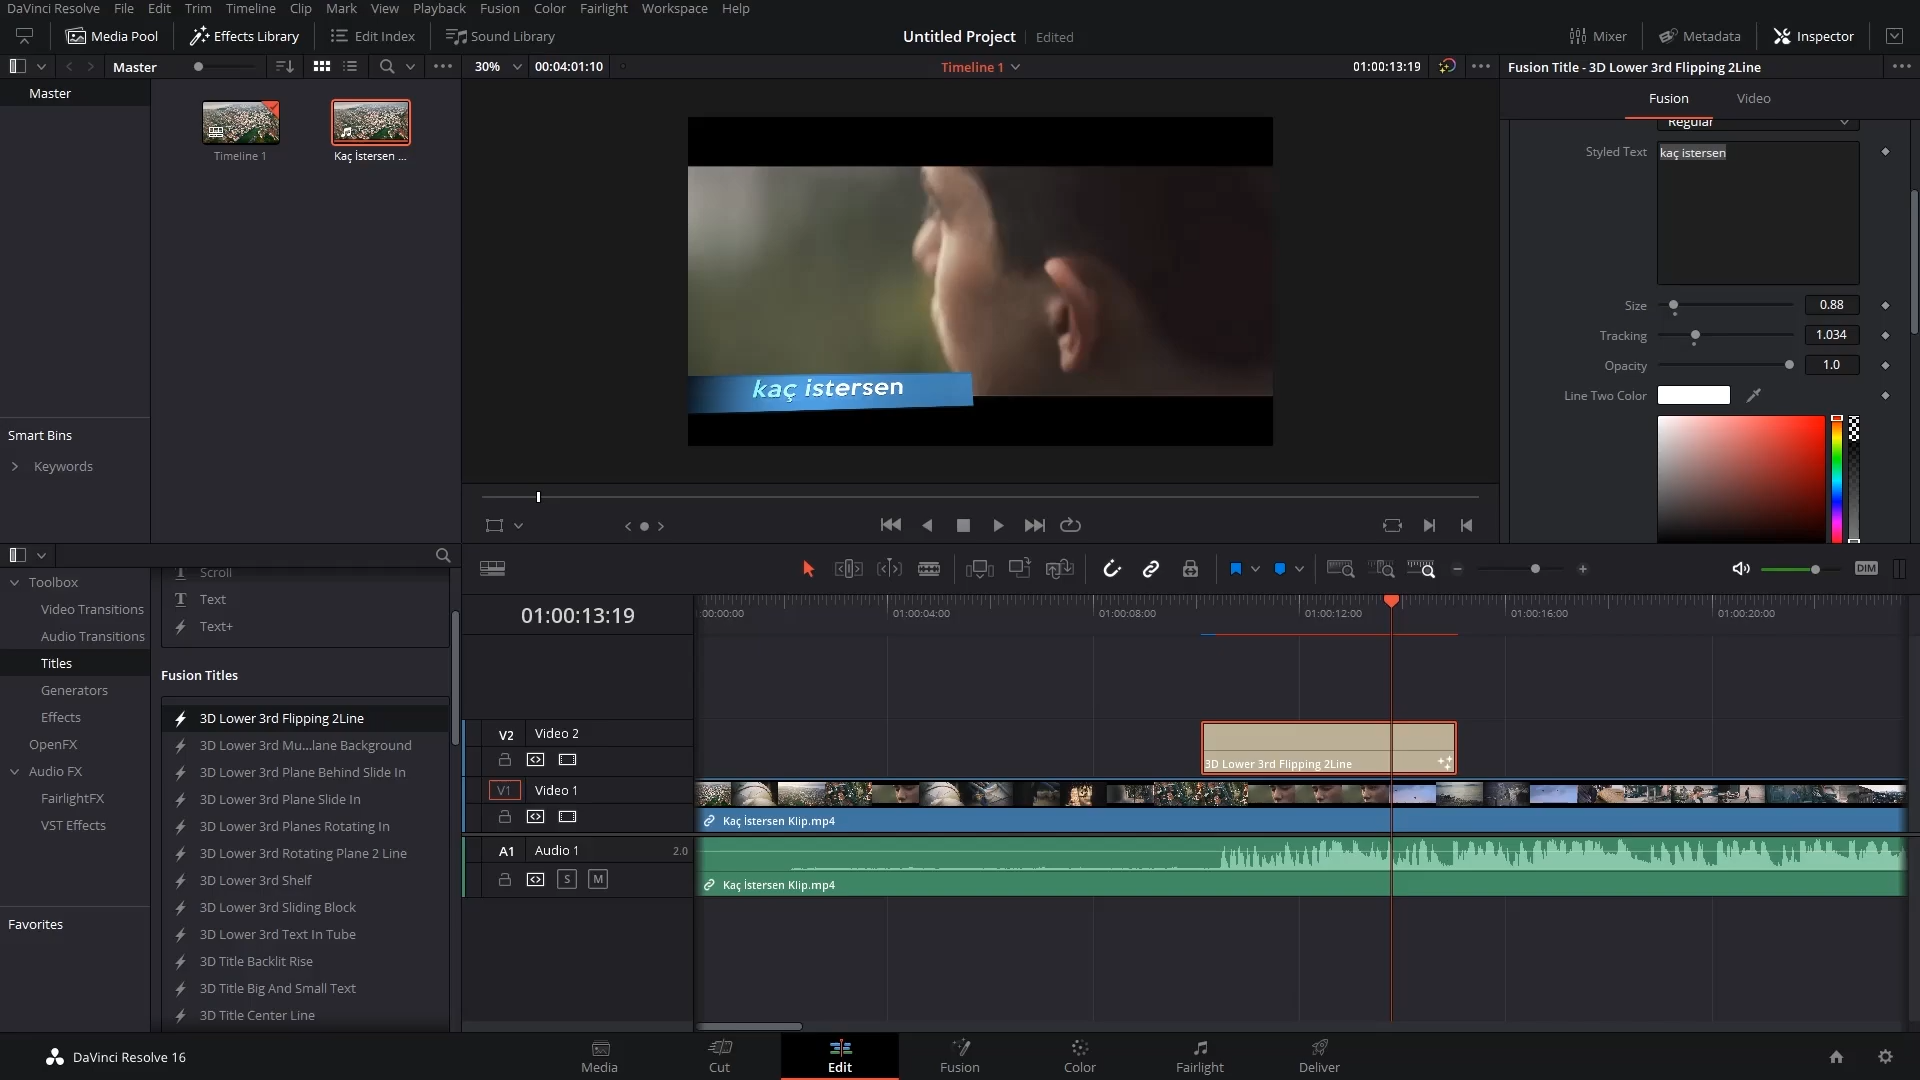 DaVinci Resolve File Edit Trim Timeline Clip Mark View Playback Fusion Color Fairlight Workspace Help
Media Pool Effects Library Edit Index Sound Library Untitled Project Edited Mixer Metadata Inspector
Master 30% 00:04:01:10 Timeline 1 01:00:13:19 Fusion Title - 3D Lower 3rd Flipping 2Line
Master
Fusion Video
Regular
Timeline 1 Kaç İstersen ...
Styled Text kaç istersen
Size 0.88
Tracking 1.034
Opacity 1.0
Line Two Color
kaç istersen
Smart Bins
Keywords
Toolbox
Video Transitions
Audio Transitions
Titles
Generators
Effects
OpenFX
Audio FX
FairlightFX
VST Effects
Favorites
Scroll
Text
Text+
Fusion Titles
3D Lower 3rd Flipping 2Line
3D Lower 3rd Mu...lane Background
3D Lower 3rd Plane Behind Slide In
3D Lower 3rd Plane Slide In
3D Lower 3rd Planes Rotating In
3D Lower 3rd Rotating Plane 2 Line
3D Lower 3rd Shelf
3D Lower 3rd Sliding Block
3D Lower 3rd Text In Tube
3D Title Backlit Rise
3D Title Big And Small Text
3D Title Center Line
DIM
01:00:13:19
:00:00:00 01:00:04:00 01:00:08:00 01:00:12:00 01:00:16:00 01:00:20:00
V2 Video 2
3D Lower 3rd Flipping 2Line
V1 Video 1
Kaç İstersen Klip.mp4
A1 Audio 1 2.0
S M
Kaç İstersen Klip.mp4
DaVinci Resolve 16
Media Cut Edit Fusion Color Fairlight Deliver